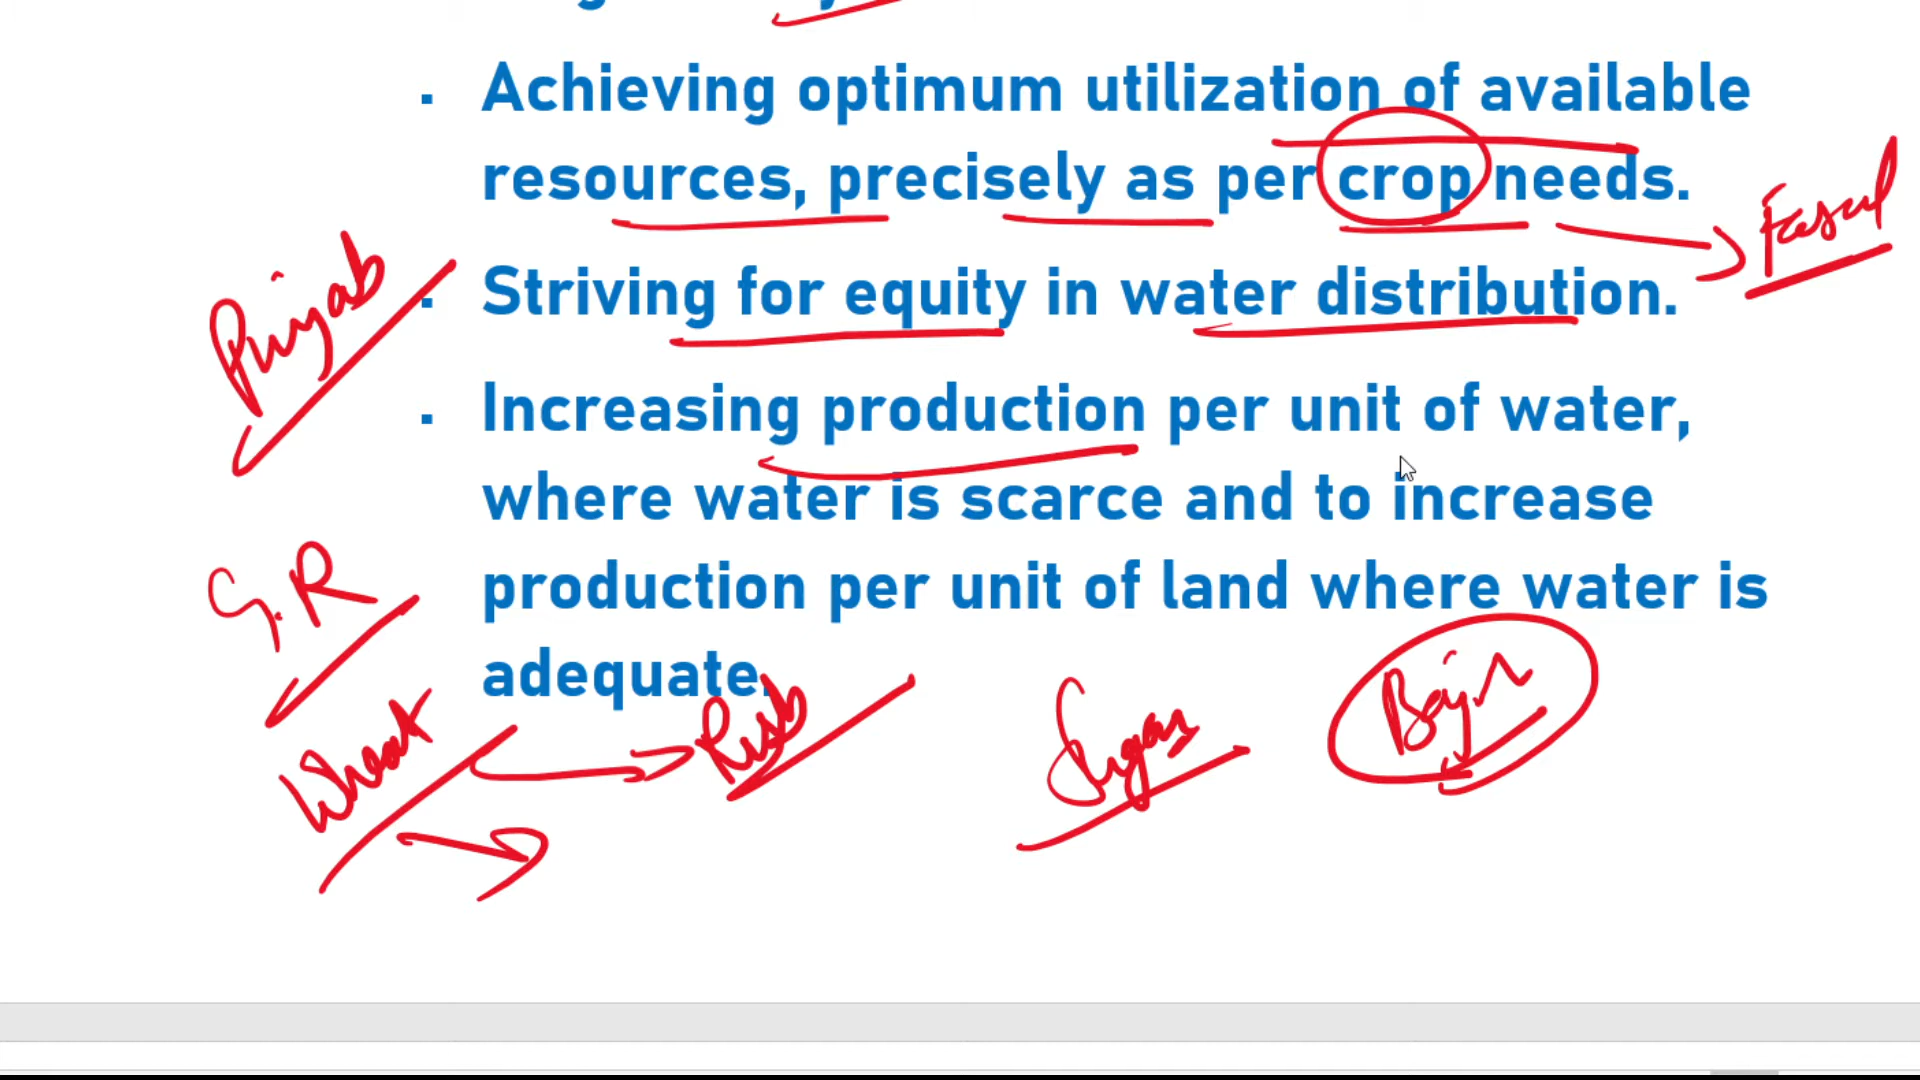 . Achieving optimum utilization of available
resources, precisely as per crop needs.
Fasal
. Striving for equity in water distribution.
Punjab
. Increasing production per unit of water,
where water is scarce and to increase
production per unit of land where water is
G.R
adequate.
Wheat
Sugar